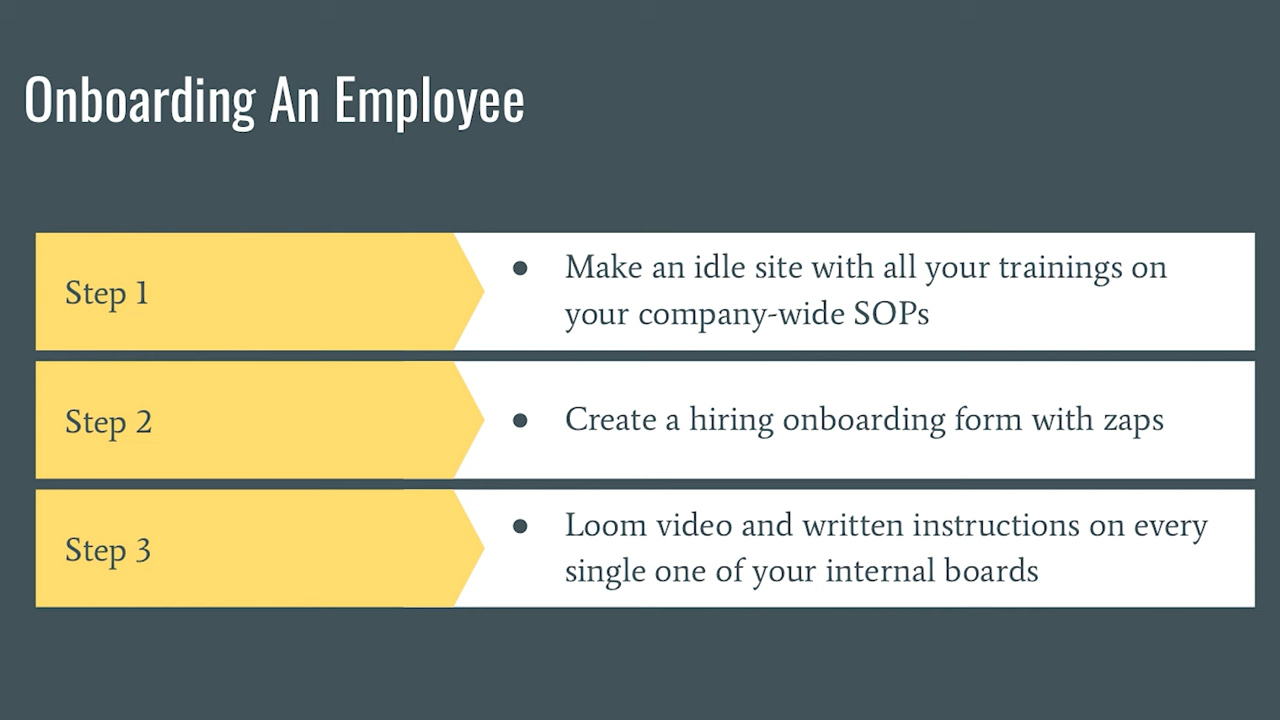 Onboarding An Employee
Step 1
● Make an idle site with all your trainings on
your company-wide SOPs
Step 2
● Create a hiring onboarding form with zaps
Step 3
● Loom video and written instructions on every
single one of your internal boards